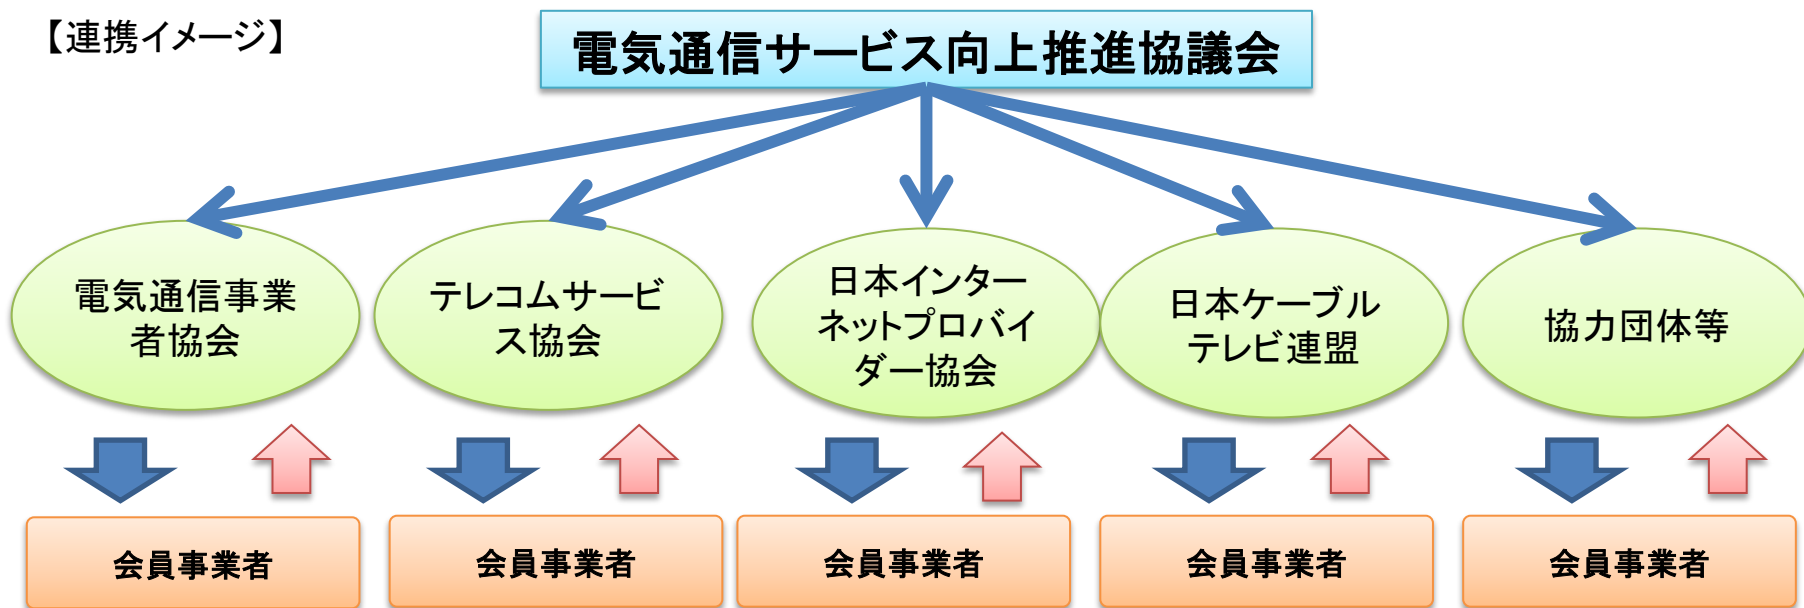 【連携イメージ】
電気通信サービス向上推進協議会
電気通信事業
者協会
テレコムサービ
ス協会
日本インター
ネットプロバイ
ダー協会
日本ケーブル
テレビ連盟
協力団体等
会員事業者
会員事業者
会員事業者
会員事業者
会員事業者